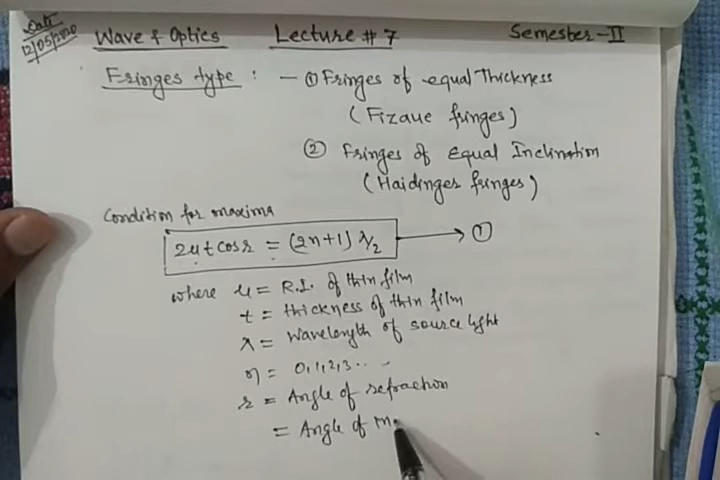 Date
12/05/2020
Wave & Optics Lecture # 7 Semester-II
Fringes type : - ① Fringes of equal Thickness
(Fizaue fringes)
② Fringes of Equal Inclination
(Haidinger fringes)
Condition for maxima
2μt cos r = (2n+1) λ/2 → ①
where μ = R.I. of thin film
t = thickness of thin film
λ = Wavelength of source light
n = 0,1,2,3...
r = Angle of refraction
= Angle of